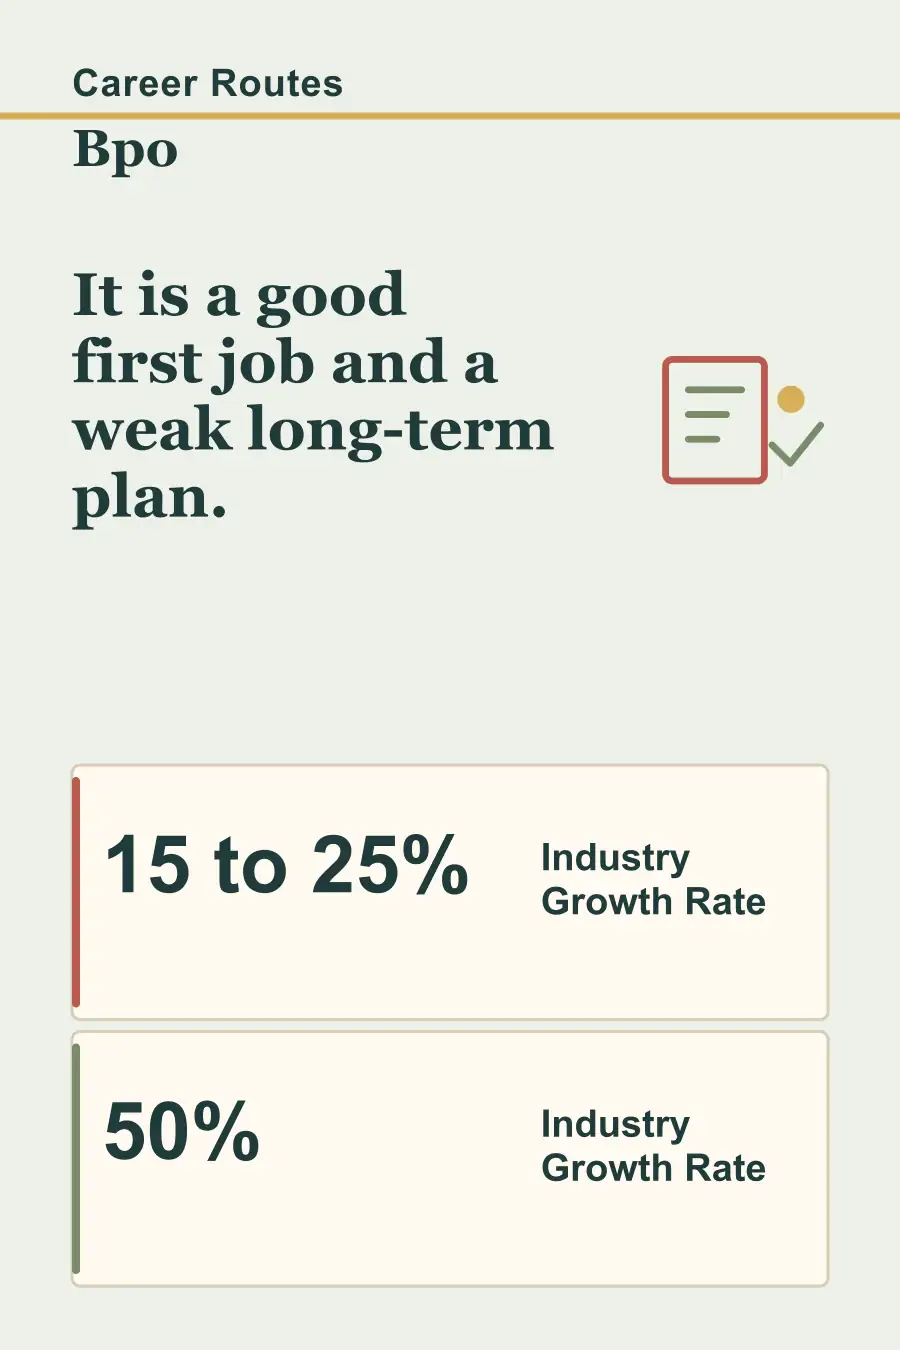 Career Routes
Bpo
It is a good
first job and a
weak long-term
plan.
15 to 25%
Industry
Growth Rate
50%
Industry
Growth Rate